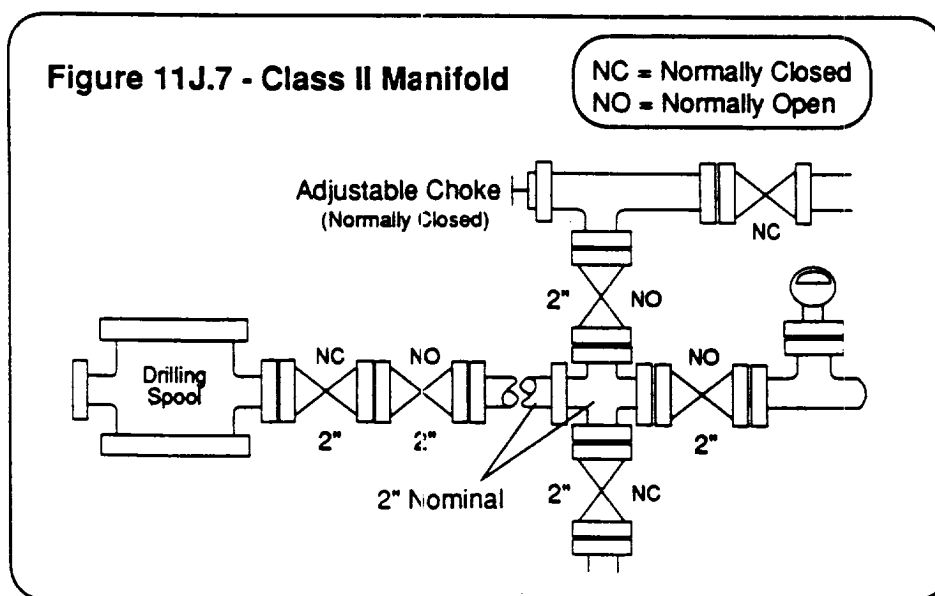 Figure 11J.7 - Class II Manifold
NC = Normally Closed
NO = Normally Open
Adjustable Choke
(Normally Closed)
NC
2" NO
NC
NO
NO
Drilling
Spool
2"
2"
2"
2" Nominal
2" NC